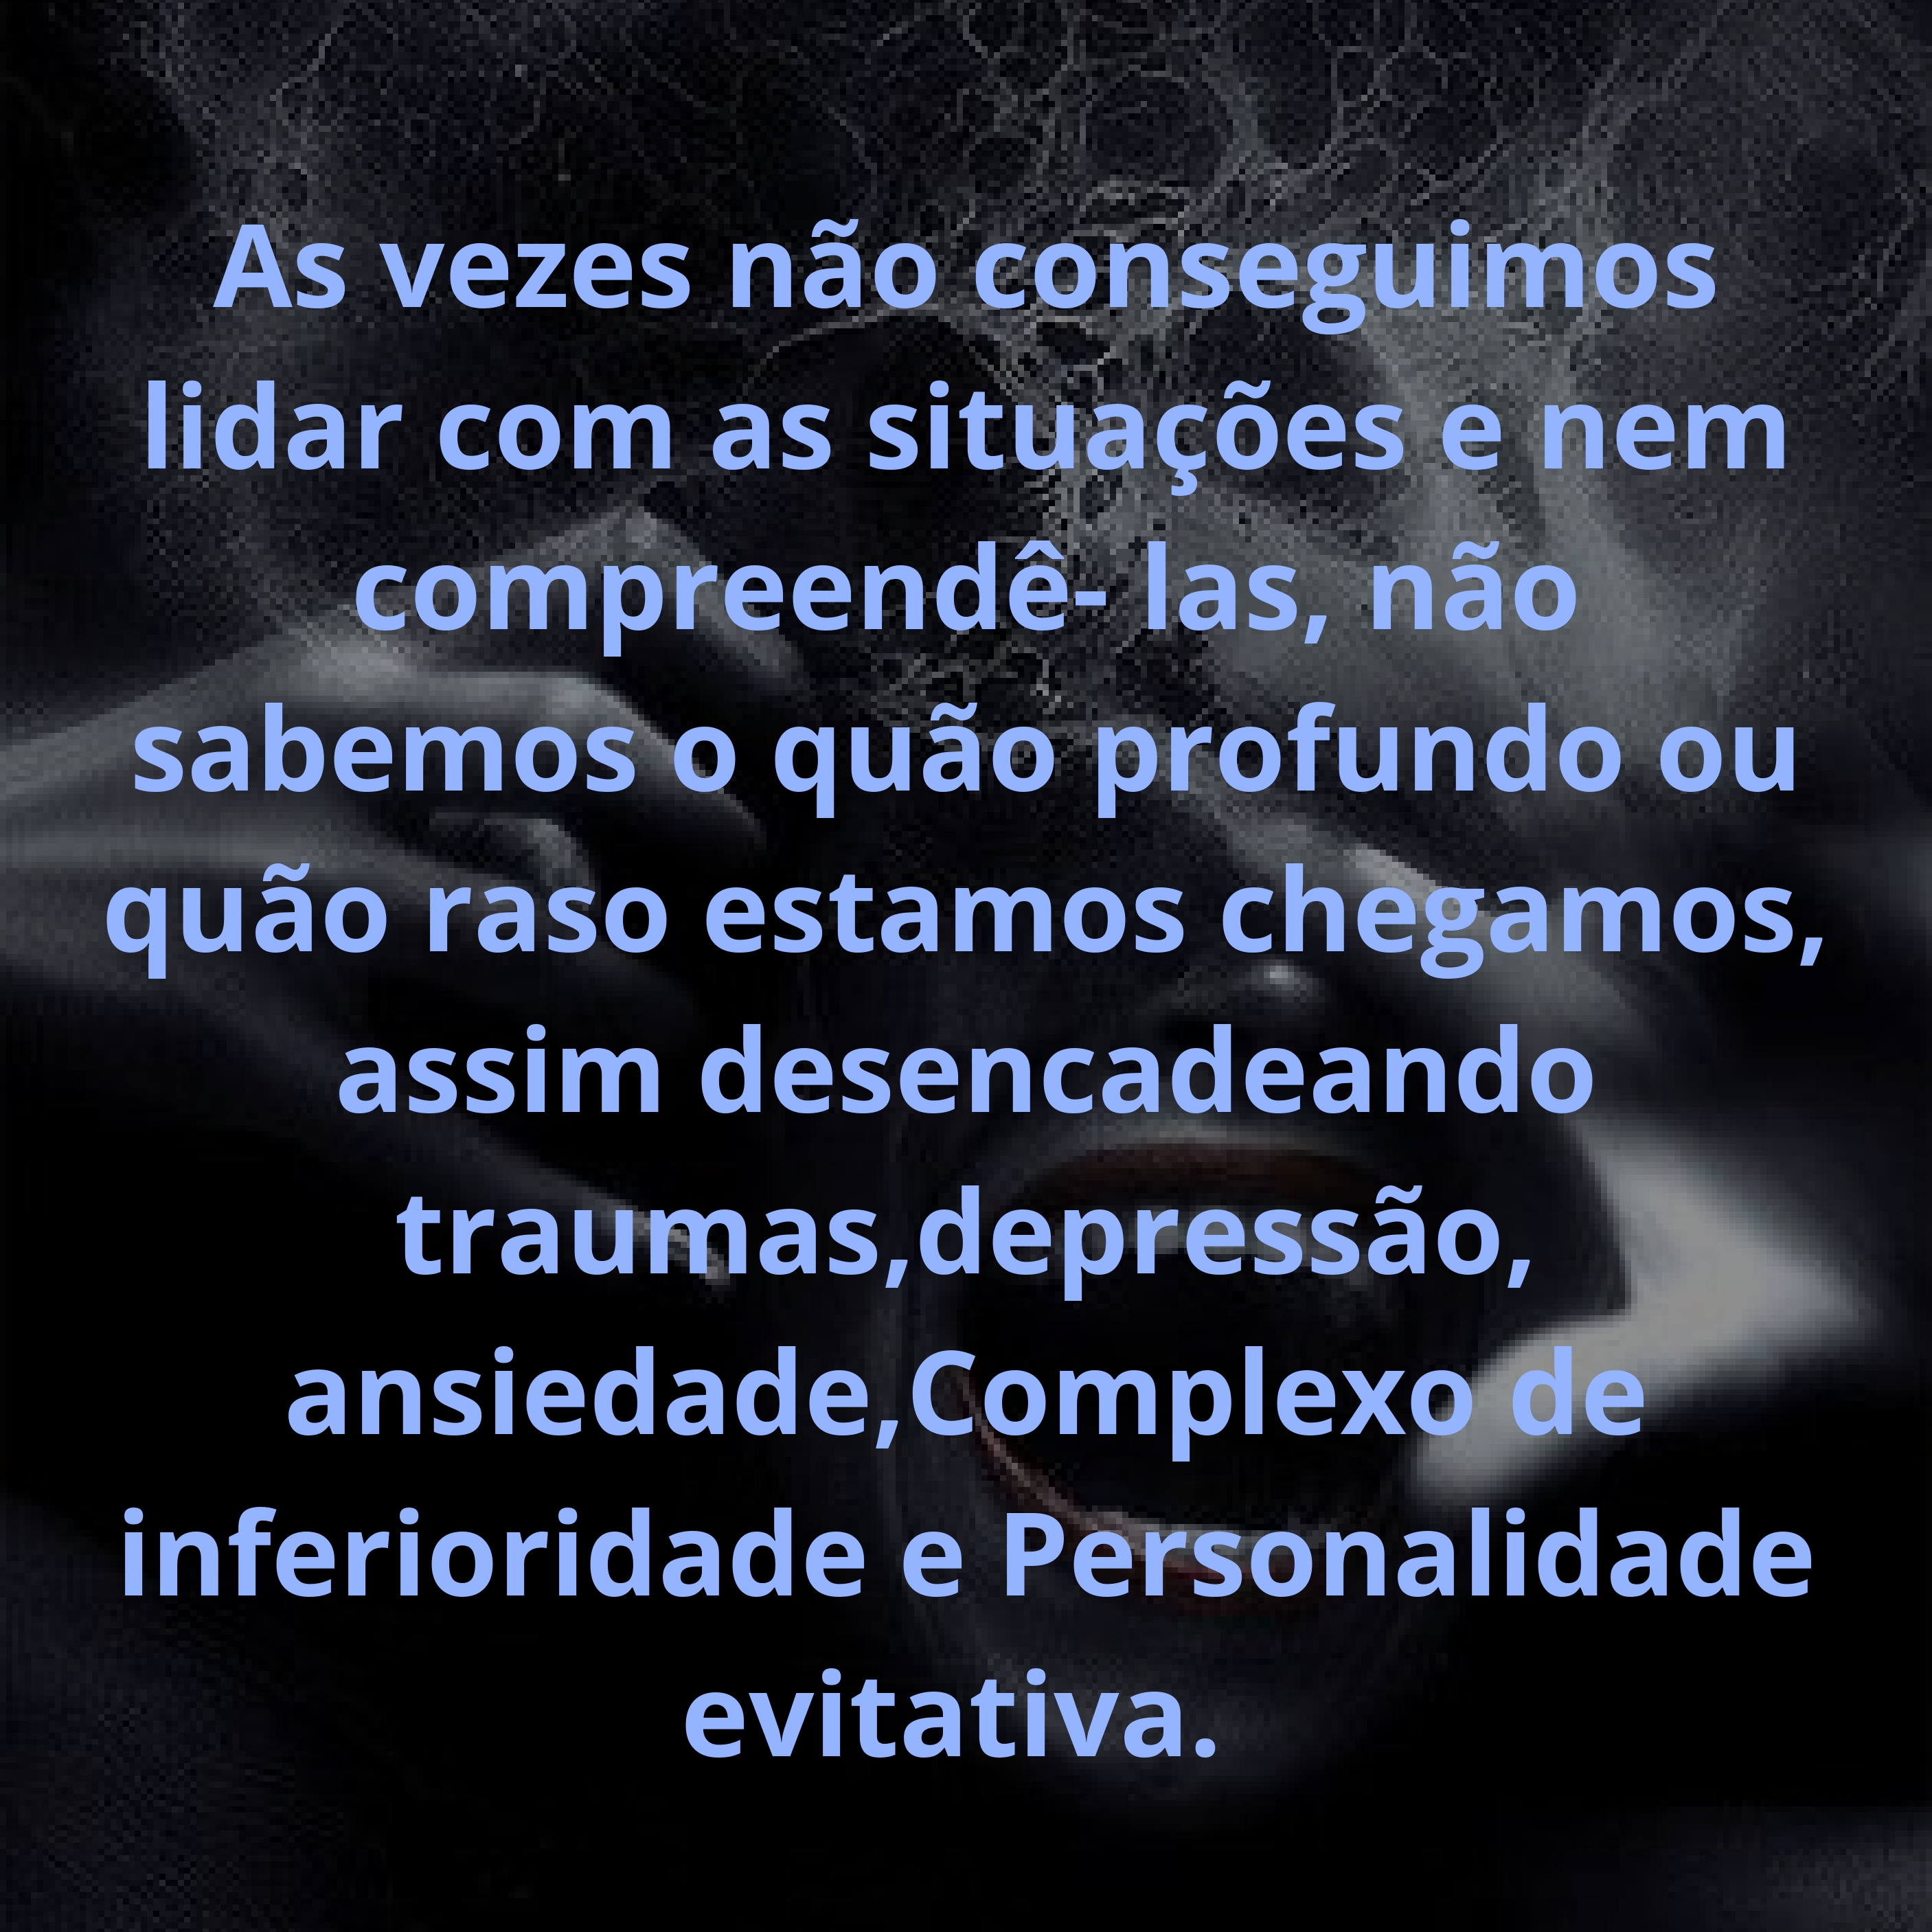 As vezes não conseguimos
lidar com as situações e nem
compreendê- las, não
sabemos o quão profundo ou
quão raso estamos chegamos,
assim desencadeando
traumas,depressão,
ansiedade,Complexo de
inferioridade e Personalidade
evitativa.